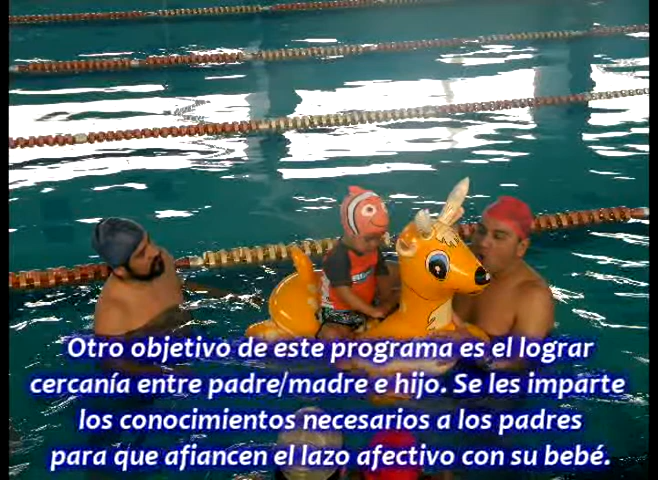 Otro objetivo de este programa es el lograr
cercanía entre padre/madre e hijo. Se les imparte
los conocimientos necesarios a los padres
para que afiancen el lazo afectivo con su bebé.